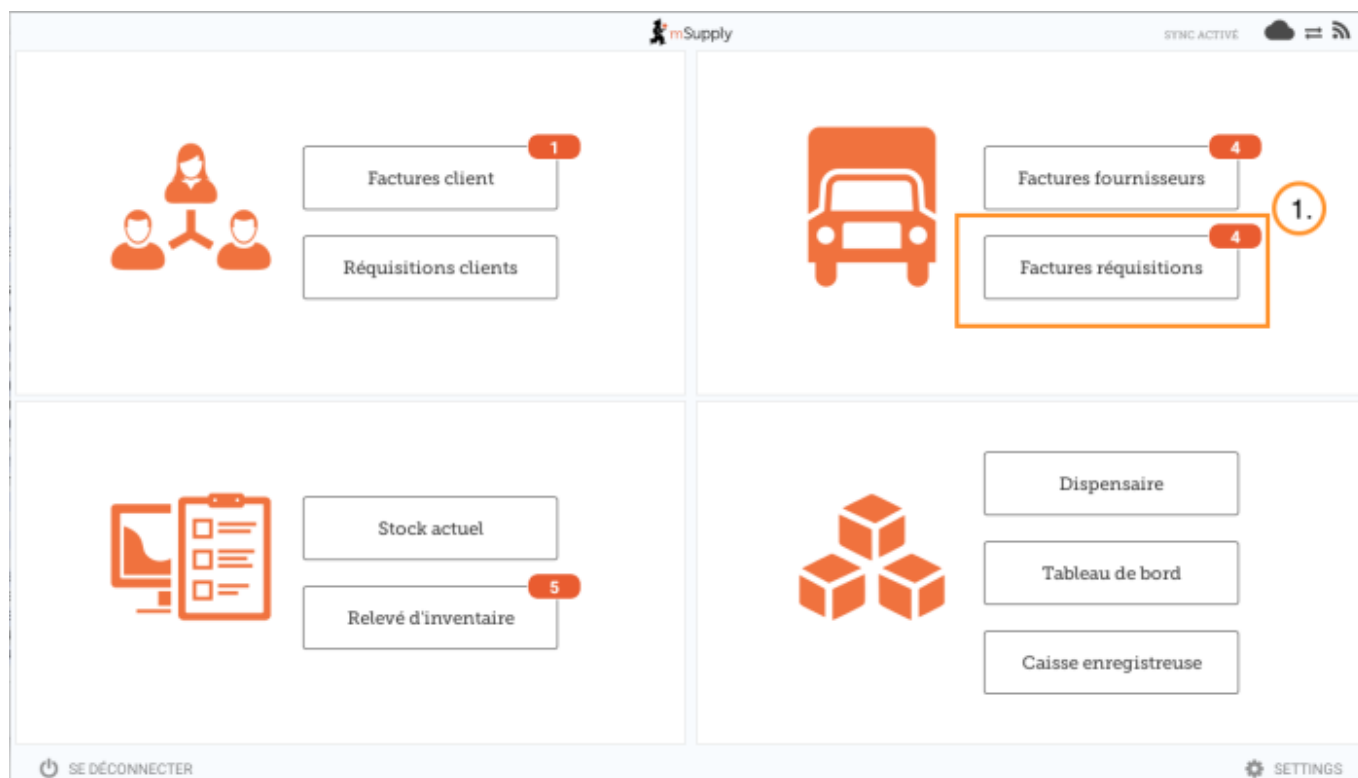 mSupply
SYNC ACTIVÉ
1
Factures client
Réquisitions clients
4
Factures fournisseurs
1.
4
Factures réquisitions
Stock actuel
5
Relevé d'inventaire
Dispensaire
Tableau de bord
Caisse enregistreuse
SE DÉCONNECTER
SETTINGS